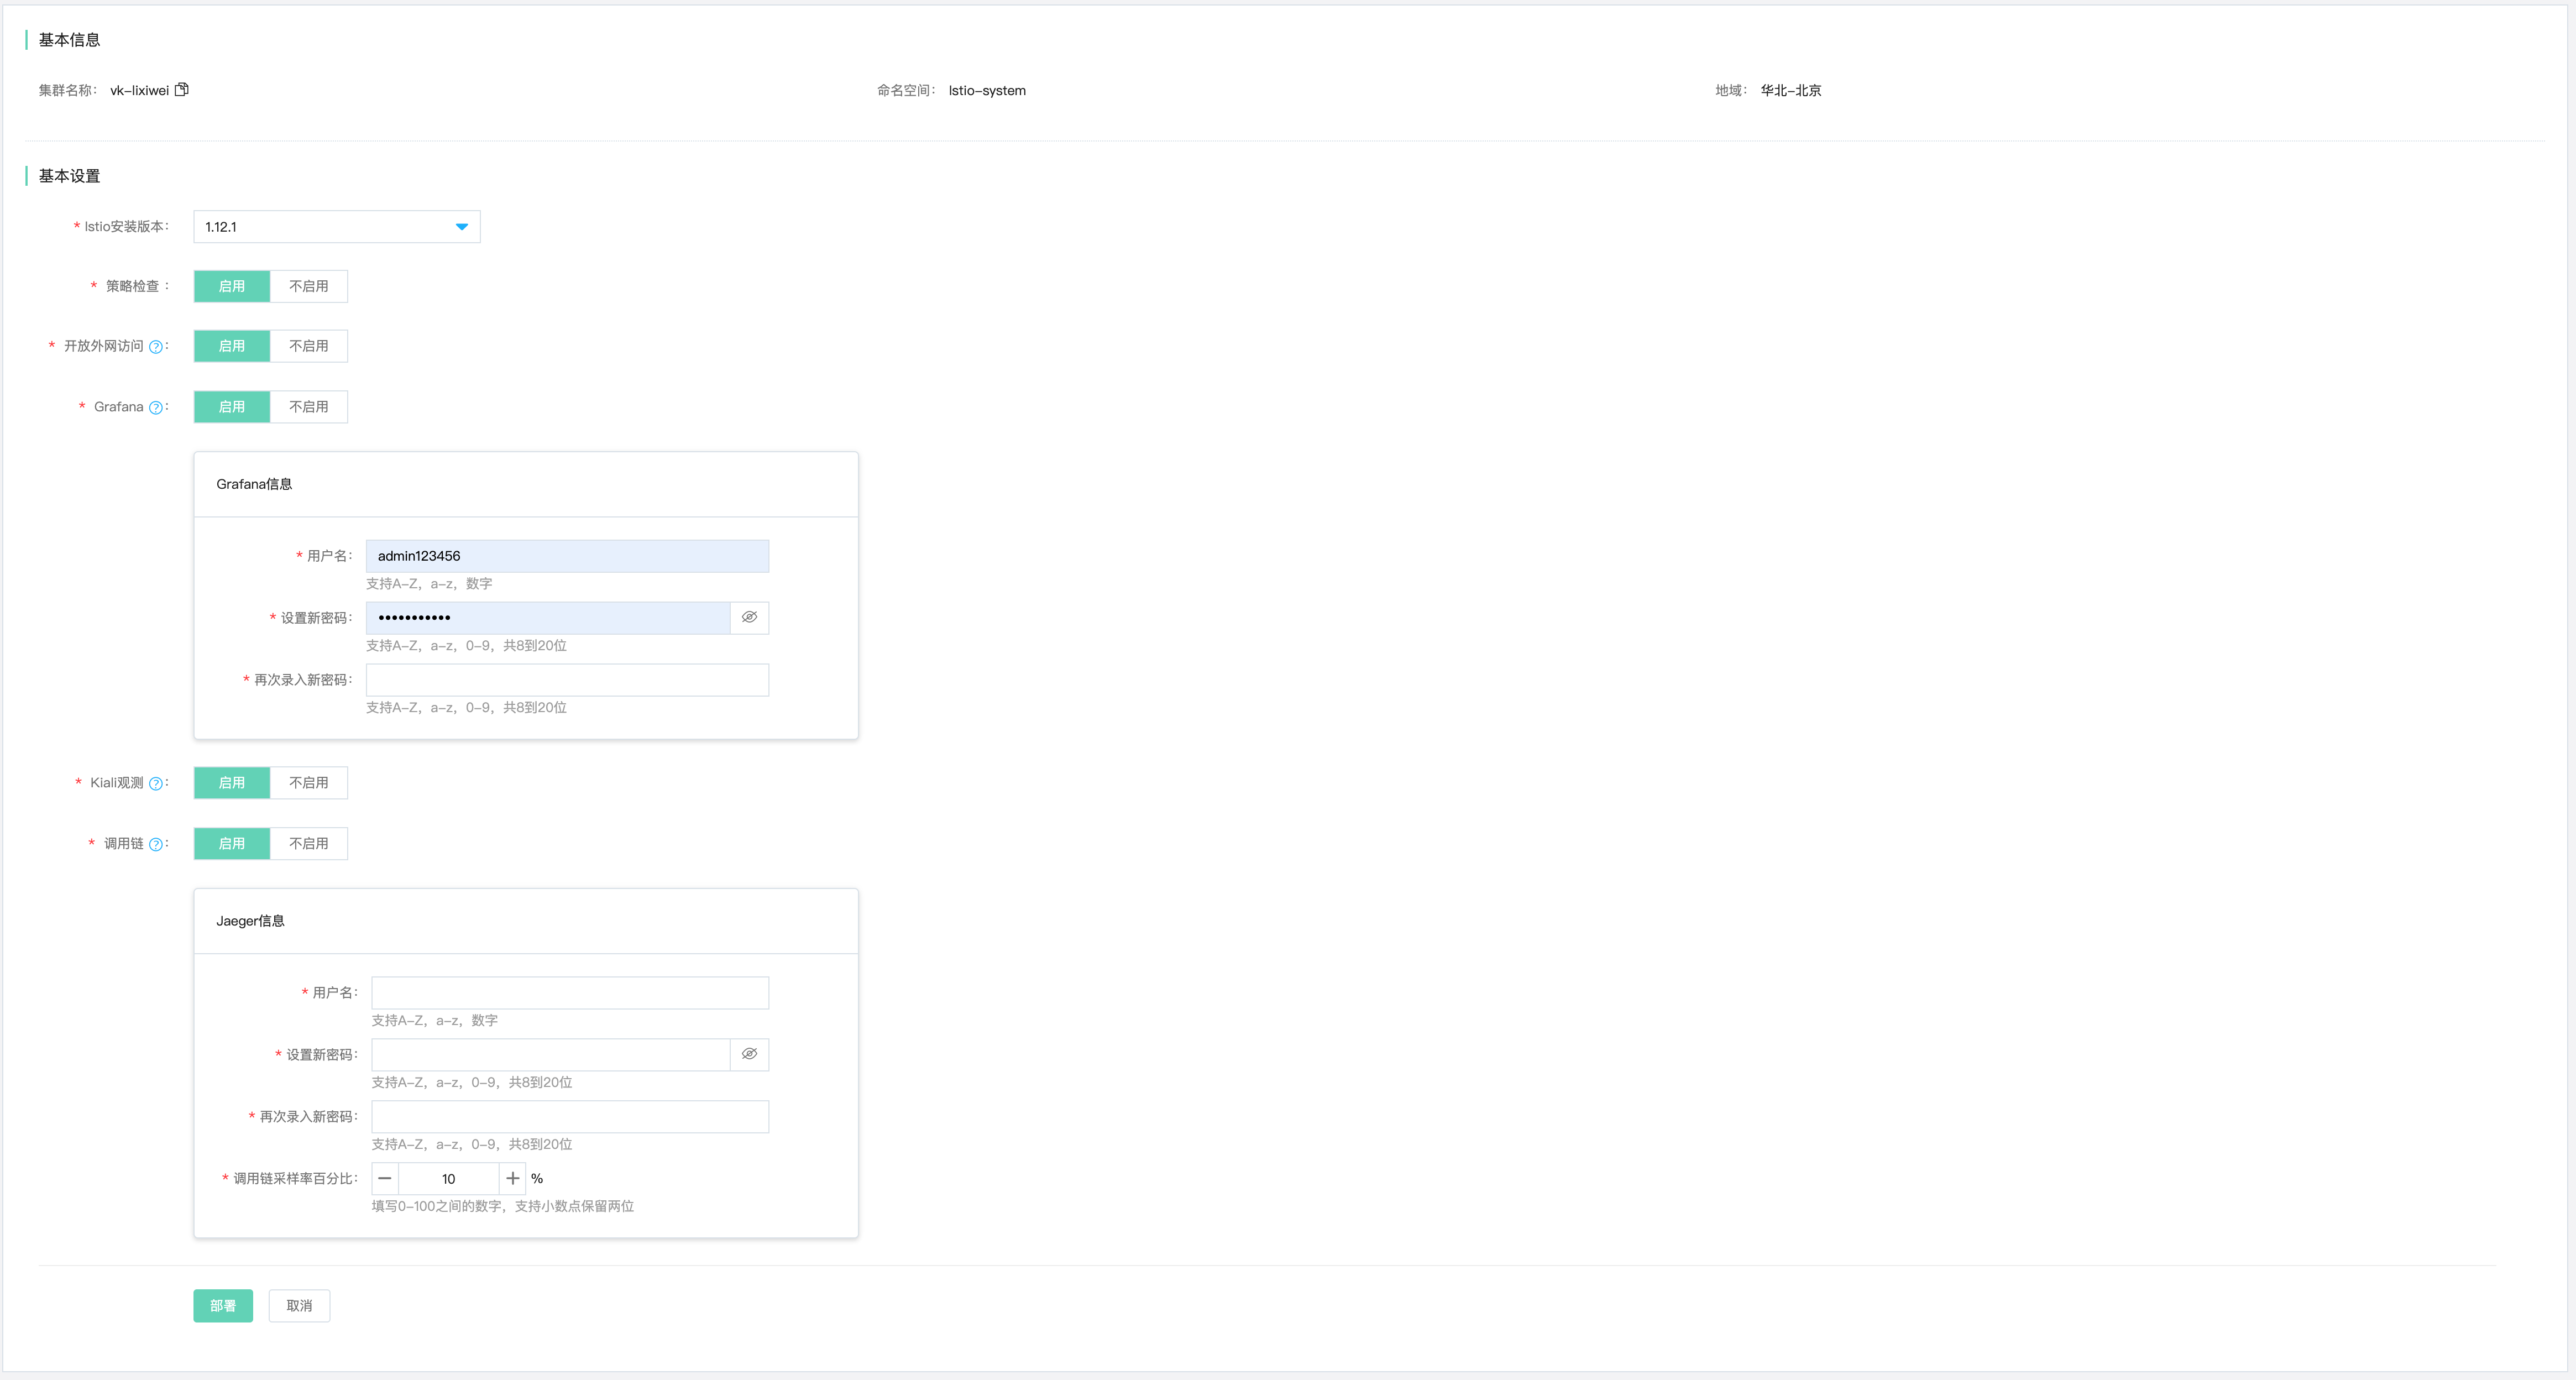 基本信息
集群名称： vk-lixiwei 命名空间： Istio-system 地域： 华北-北京
基本设置
* Istio安装版本： 1.12.1
* 策略检查： 启用 不启用
* 开放外网访问 ?： 启用 不启用
* Grafana ?： 启用 不启用
Grafana信息
* 用户名： admin123456
支持A-Z，a-z，数字
* 设置新密码： •••••••••••
支持A-Z，a-z，0-9，共8到20位
* 再次录入新密码：
支持A-Z，a-z，0-9，共8到20位
* Kiali观测 ?： 启用 不启用
* 调用链 ?： 启用 不启用
Jaeger信息
* 用户名：
支持A-Z，a-z，数字
* 设置新密码：
支持A-Z，a-z，0-9，共8到20位
* 再次录入新密码：
支持A-Z，a-z，0-9，共8到20位
* 调用链采样率百分比： — 10 + %
填写0-100之间的数字，支持小数点保留两位
部署 取消